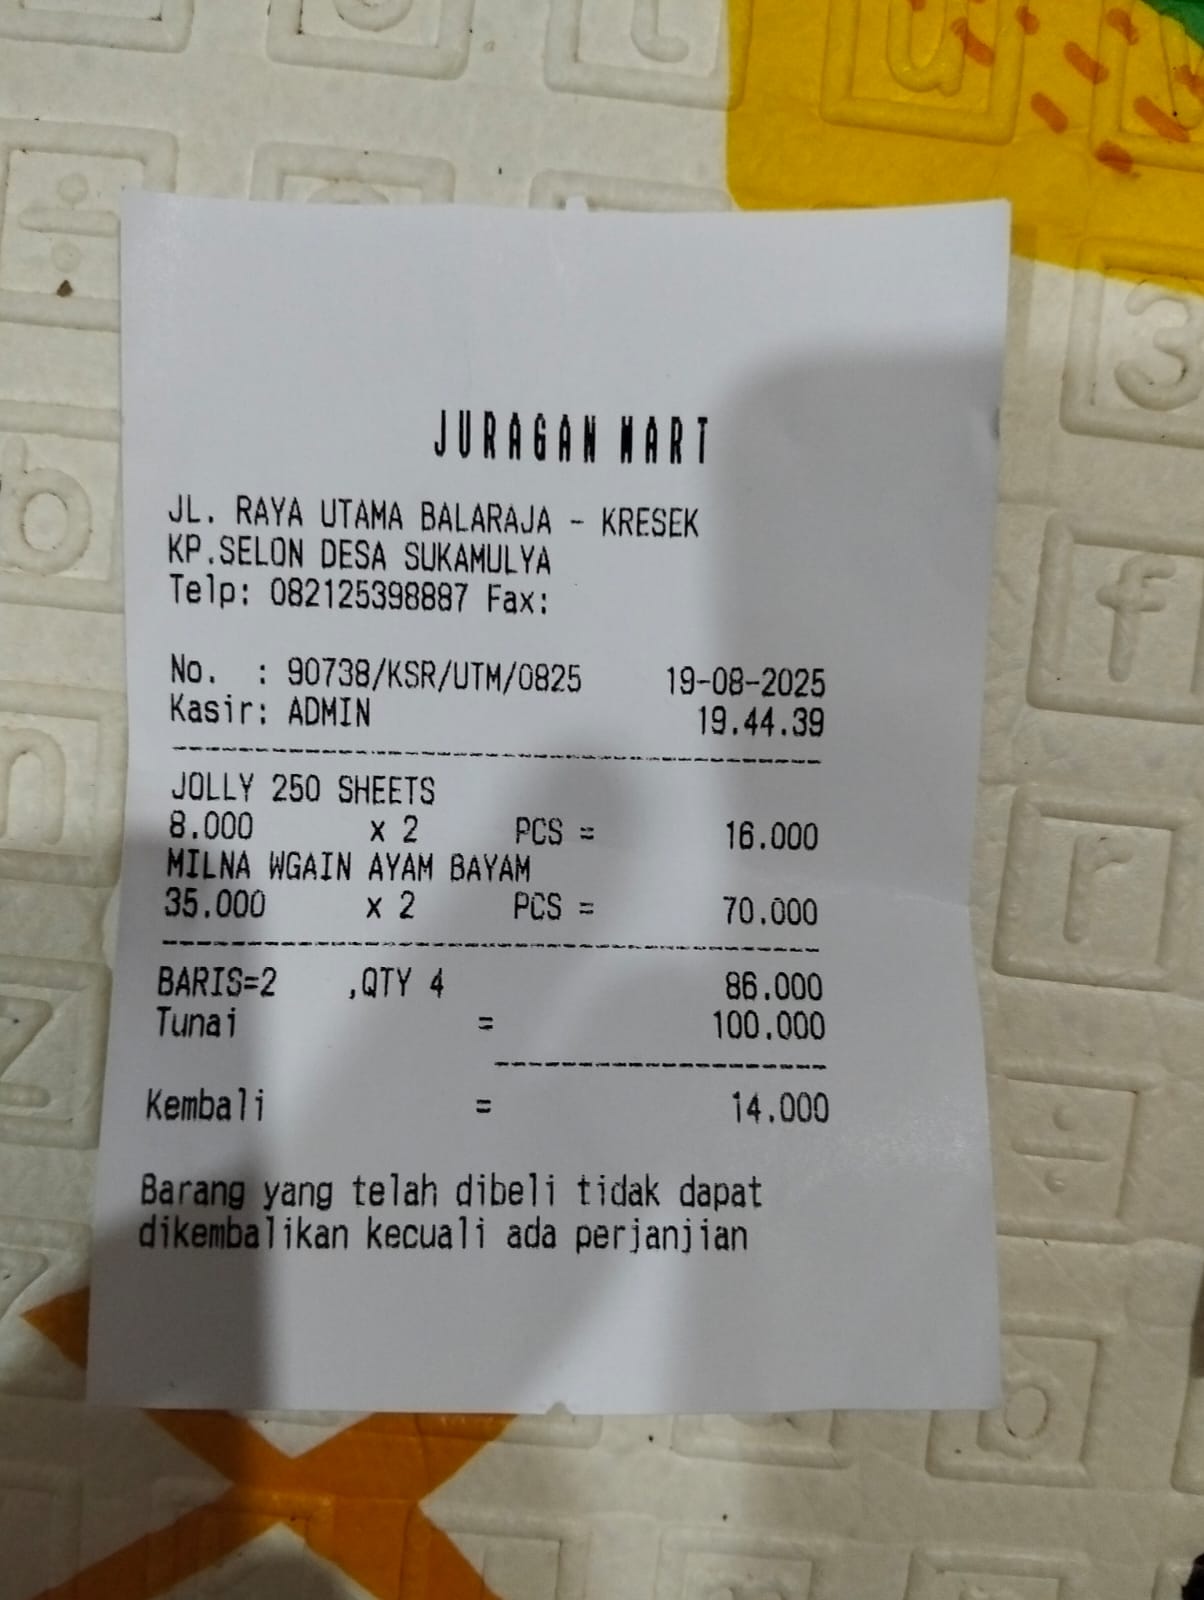 JURAGAN MART
JL. RAYA UTAMA BALARAJA - KRESEK
KP.SELON DESA SUKAMULYA
Telp: 082125398887 Fax:
No. : 90738/KSR/UTM/0825 19-08-2025
Kasir: ADMIN 19.44.39
JOLLY 250 SHEETS
8.000 x 2 PCS = 16.000
MILNA WGAIN AYAM BAYAM
35.000 x 2 PCS = 70.000
BARIS=2 ,QTY 4 86.000
Tunai = 100.000
Kembali = 14.000
Barang yang telah dibeli tidak dapat
dikembalikan kecuali ada perjanjian